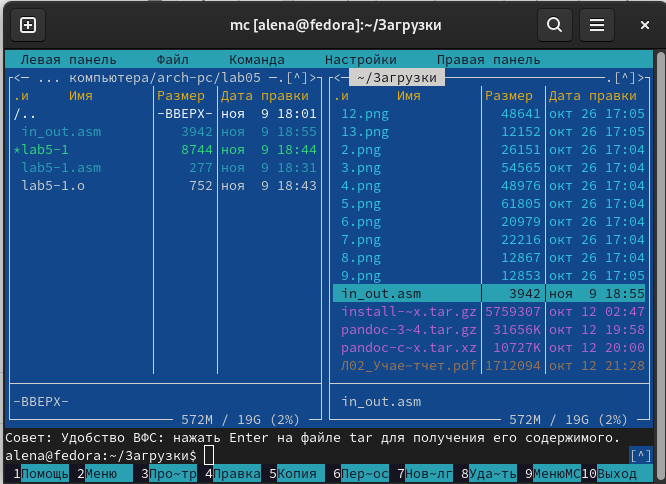 mc [alena@fedora]:~/Загрузки
Левая панель Файл Команда Настройки Правая панель
<— ... компьютера/arch-pc/lab05 —.[^]>
.и Имя Размер Дата правки
/.. -ВВЕРХ- ноя 9 18:01
in_out.asm 3942 ноя 9 18:55
*lab5-1 8744 ноя 9 18:44
lab5-1.asm 277 ноя 9 18:31
lab5-1.o 752 ноя 9 18:43
-ВВЕРХ-
572M / 19G (2%)
<— ~/Загрузки —.[^]>
.и Имя Размер Дата правки
12.png 48641 окт 26 17:05
13.png 12152 окт 26 17:05
2.png 26151 окт 26 17:04
3.png 54565 окт 26 17:04
4.png 48976 окт 26 17:04
5.png 61805 окт 26 17:04
6.png 20979 окт 26 17:04
7.png 22216 окт 26 17:04
8.png 12867 окт 26 17:04
9.png 12853 окт 26 17:05
in_out.asm 3942 ноя 9 18:55
install-~x.tar.gz 5759307 окт 12 02:47
pandoc-3~4.tar.gz 31656K окт 12 19:58
pandoc-c~x.tar.xz 10727K окт 12 20:00
Л02_Учае~тчет.pdf 1712094 окт 12 21:28
in_out.asm
572M / 19G (2%)
Совет: Удобство ВФС: нажать Enter на файле tar для получения его содержимого.
alena@fedora:~/Загрузки$ [^]
1Помощь 2Меню 3Про~тр 4Правка 5Копия 6Пер~ос 7Нов~лг 8Уда~ть 9МенюMC 10Выход